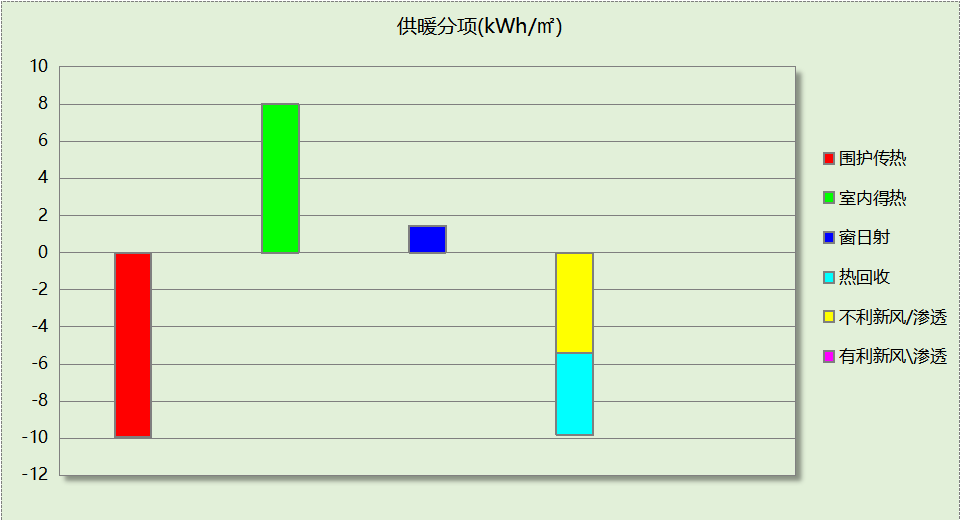 供暖分项(kWh/㎡)
10
8
6
4
2
0
-2
-4
-6
-8
-10
-12
围护传热
室内得热
窗日射
热回收
不利新风/渗透
有利新风\渗透